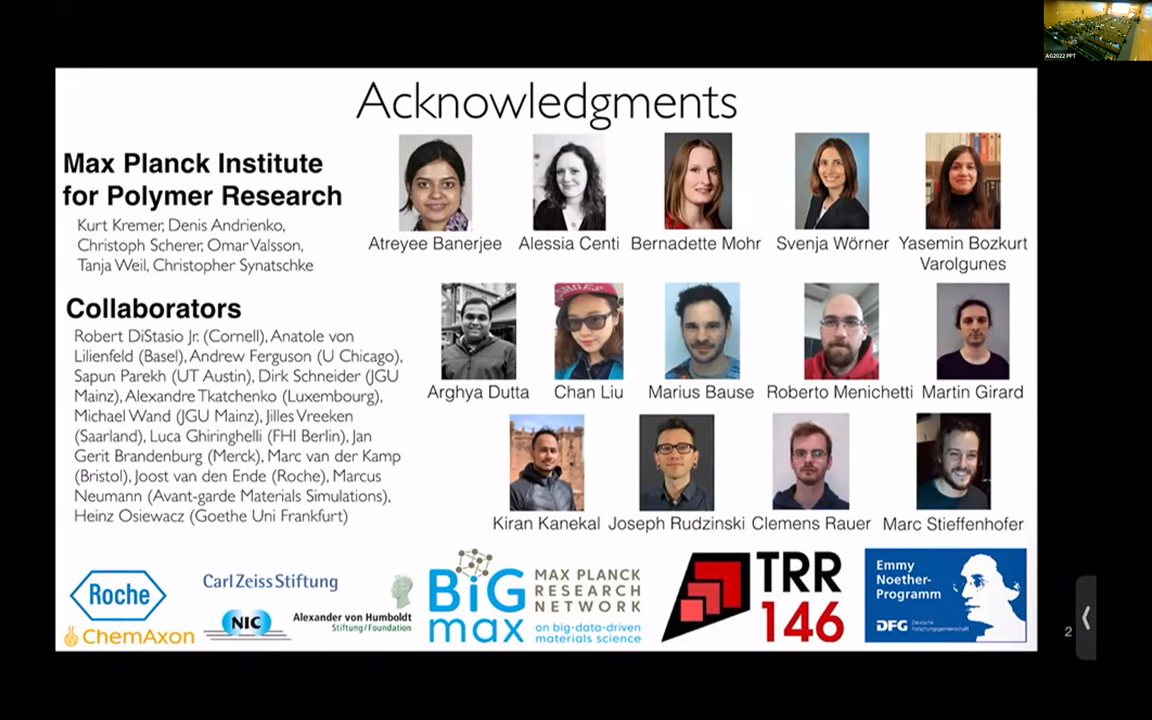 AG2022 PPT
Acknowledgments
Max Planck Institute
for Polymer Research
Kurt Kremer, Denis Andrienko,
Christoph Scherer, Omar Valsson,
Tanja Weil, Christopher Synatschke
Collaborators
Robert DiStasio Jr. (Cornell), Anatole von
Lilienfeld (Basel), Andrew Ferguson (U Chicago),
Sapun Parekh (UT Austin), Dirk Schneider (JGU
Mainz), Alexandre Tkatchenko (Luxembourg),
Michael Wand (JGU Mainz), Jilles Vreeken
(Saarland), Luca Ghiringhelli (FHI Berlin), Jan
Gerit Brandenburg (Merck), Marc van der Kamp
(Bristol), Joost van den Ende (Roche), Marcus
Neumann (Avant-garde Materials Simulations),
Heinz Osiewacz (Goethe Uni Frankfurt)
Atreyee Banerjee
Alessia Centi
Bernadette Mohr
Svenja Wörner
Yasemin Bozkurt
Varolgunes
Arghya Dutta
Chan Liu
Marius Bause
Roberto Menichetti
Martin Girard
Kiran Kanekal
Joseph Rudzinski
Clemens Rauer
Marc Stieffenhofer
Roche
ChemAxon
Carl Zeiss Stiftung
NIC
Alexander von Humboldt
Stiftung/Foundation
BiG
max
MAX PLANCK
RESEARCH
NETWORK
on big-data-driven
materials science
TRR
146
Emmy
Noether-
Programm
DFG
Deutsche
Forschungsgemeinschaft
2